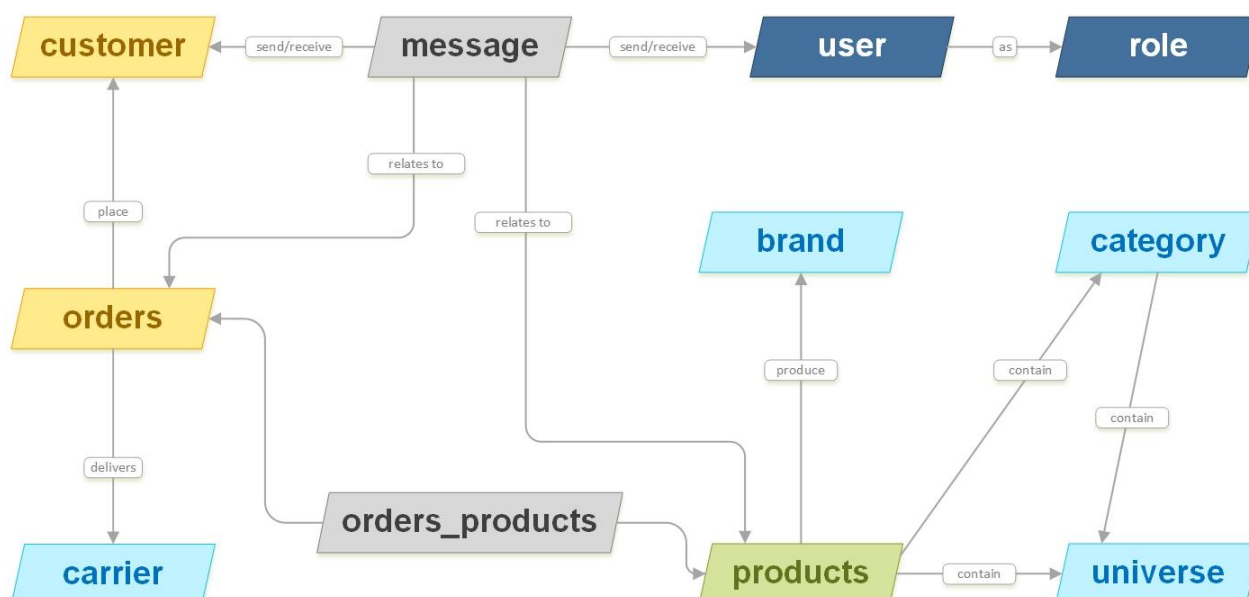 customer
send/receive
message
send/receive
user
as
role
relates to
place
relates to
brand
category
orders
produce
contain
contain
delivers
orders_products
carrier
products
contain
universe